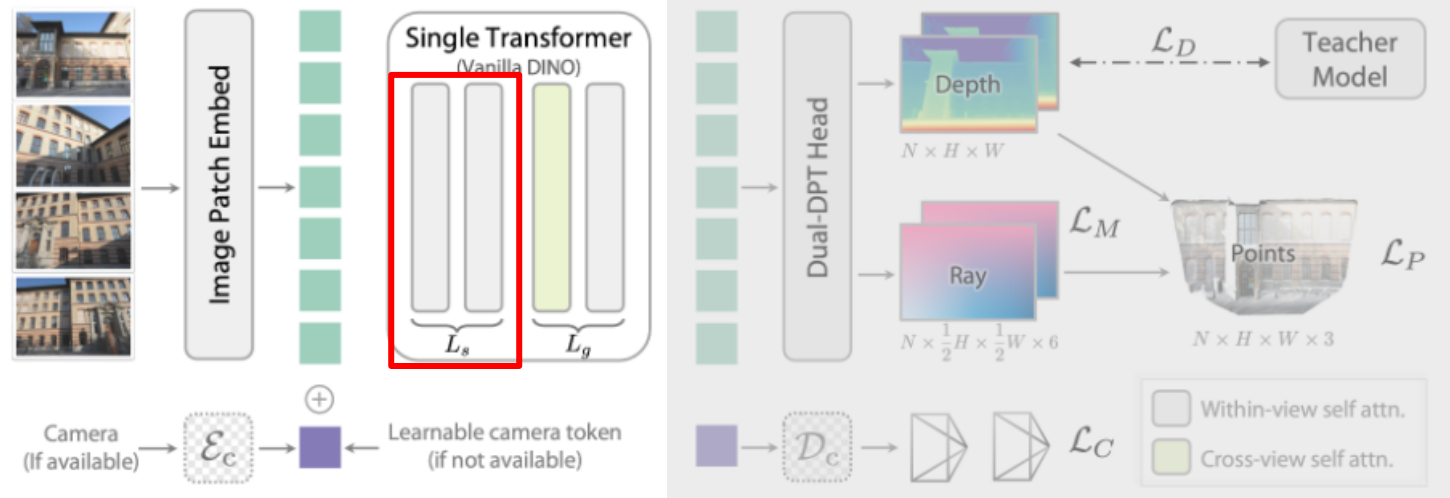 Image Patch Embed
Single Transformer
(Vanilla DINO)
L_s
L_g
Camera
(If available)
ℰ_c
Learnable camera token
(if not available)
Dual-DPT Head
Depth
N × H × W
ℒ_D
Teacher
Model
Ray
N × 1/2 H × 1/2 W × 6
ℒ_M
Points
N × H × W × 3
ℒ_P
𝒟_c
ℒ_C
Within-view self attn.
Cross-view self attn.